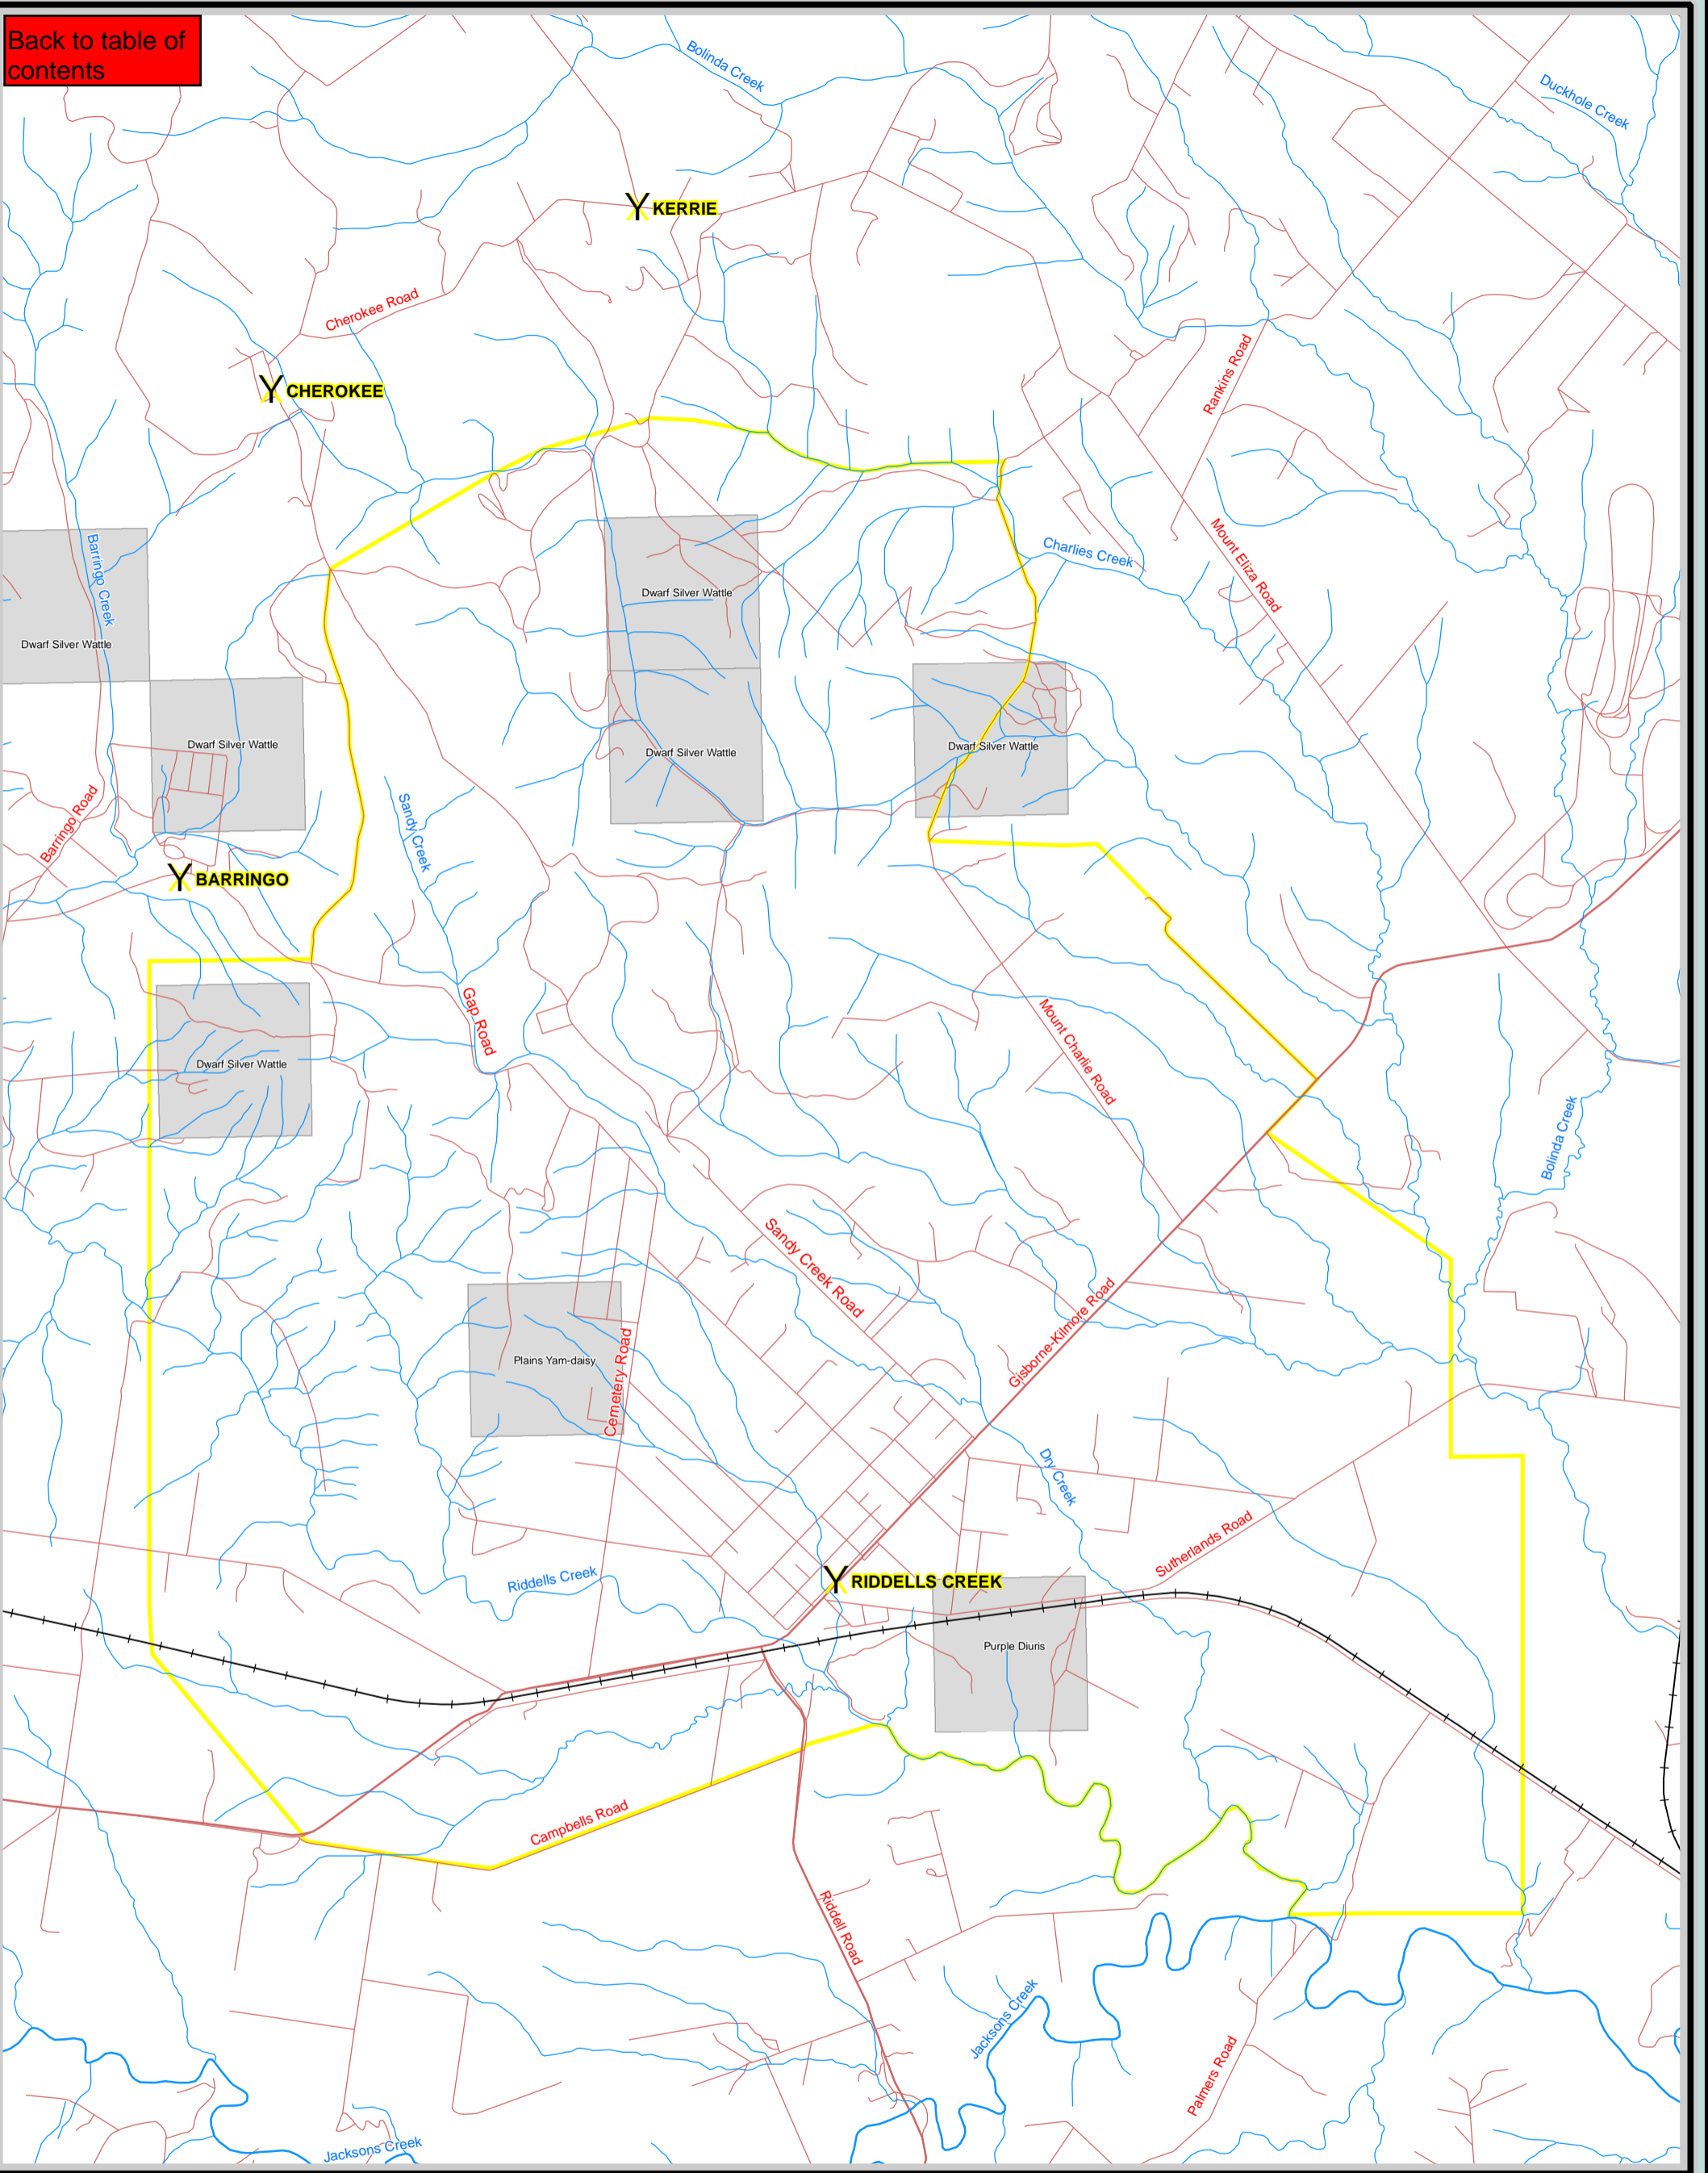 Back to table of
contents
Bolinda Creek
Duckhole Creek
KERRIE
Cherokee Road
CHEROKEE
Rankins Road
Barringo Creek
Mount Eliza Road
Charlies Creek
Dwarf Silver Wattle
Dwarf Silver Wattle
Dwarf Silver Wattle
Dwarf Silver Wattle
Dwarf Silver Wattle
Barringo Road
Sandy Creek
BARRINGO
Gap Road
Mount Charlie Road
Dwarf Silver Wattle
Bolinda Creek
Sandy Creek Road
Gisborne-Kilmore Road
Plains Yam-daisy
Cemetery Road
Dry Creek
Sutherlands Road
Riddells Creek
RIDDELLS CREEK
Purple Diuris
Campbells Road
Riddell Road
Jacksons Creek
Palmers Road
Jacksons Creek